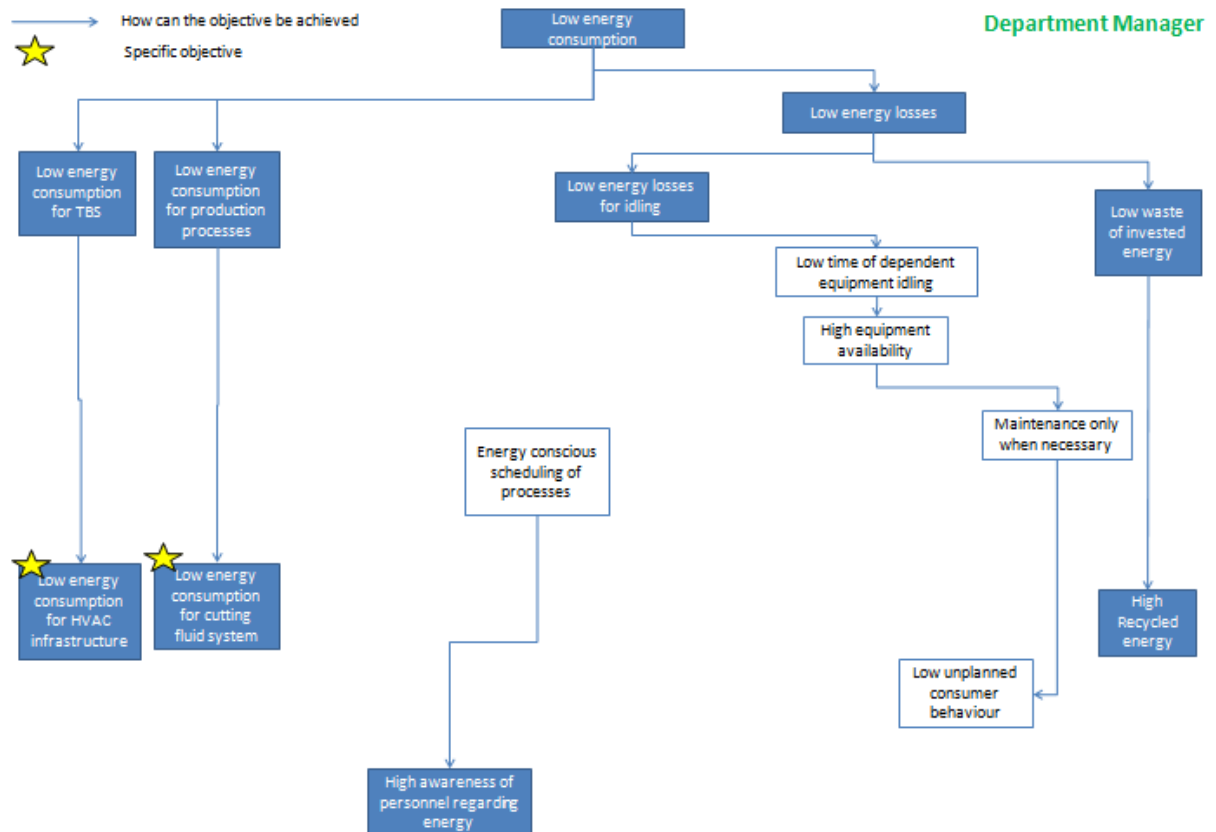 How can the objective be achieved
Specific objective
Department Manager
Low energy
consumption
Low energy losses
Low energy
consumption
for TBS
Low energy
consumption
for production
processes
Low energy losses
for idling
Low waste
of invested
energy
Low time of dependent
equipment idling
High equipment
availability
Maintenance only
when necessary
Energy conscious
scheduling of
processes
Low energy
consumption
for HVAC
infrastructure
Low energy
consumption
for cutting
fluid system
High
Recycled
energy
Low unplanned
consumer
behaviour
High awareness of
personnel regarding
energy